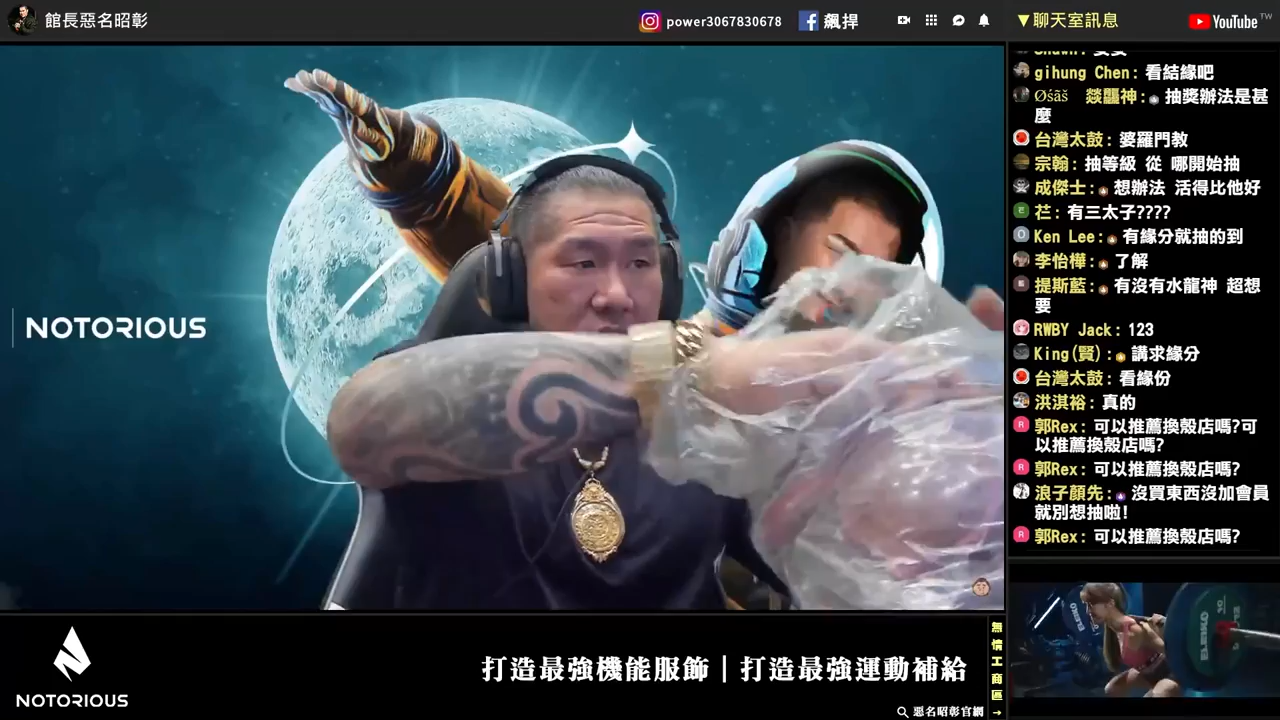 館長惡名昭彰
power3067830678
飆捍
▼聊天室訊息
YouTube TW
gihung Chen: 看結緣吧
抽獎辦法是甚
麼
台灣太鼓: 婆羅門教
宗翰: 抽等級 從 哪開始抽
成傑士: 想辦法 活得比他好
有三太子????
Ken Lee: 有緣分就抽的到
李怡樺: 了解
提斯藍: 有沒有水龍神 超想
要
RWBY Jack: 123
King(賢): 講求緣分
台灣太鼓: 看緣份
洪淇裕: 真的
郭Rex: 可以推薦換殼店嗎?可
以推薦換殼店嗎?
郭Rex: 可以推薦換殼店嗎?
浪子顏先: 沒買東西沒加會員
就別想抽啦!
郭Rex: 可以推薦換殼店嗎?
NOTORIOUS
NOTORIOUS
打造最強機能服飾｜打造最強運動補給
無情工商區→
惡名昭彰官網
ELEIKO
ELEIKO